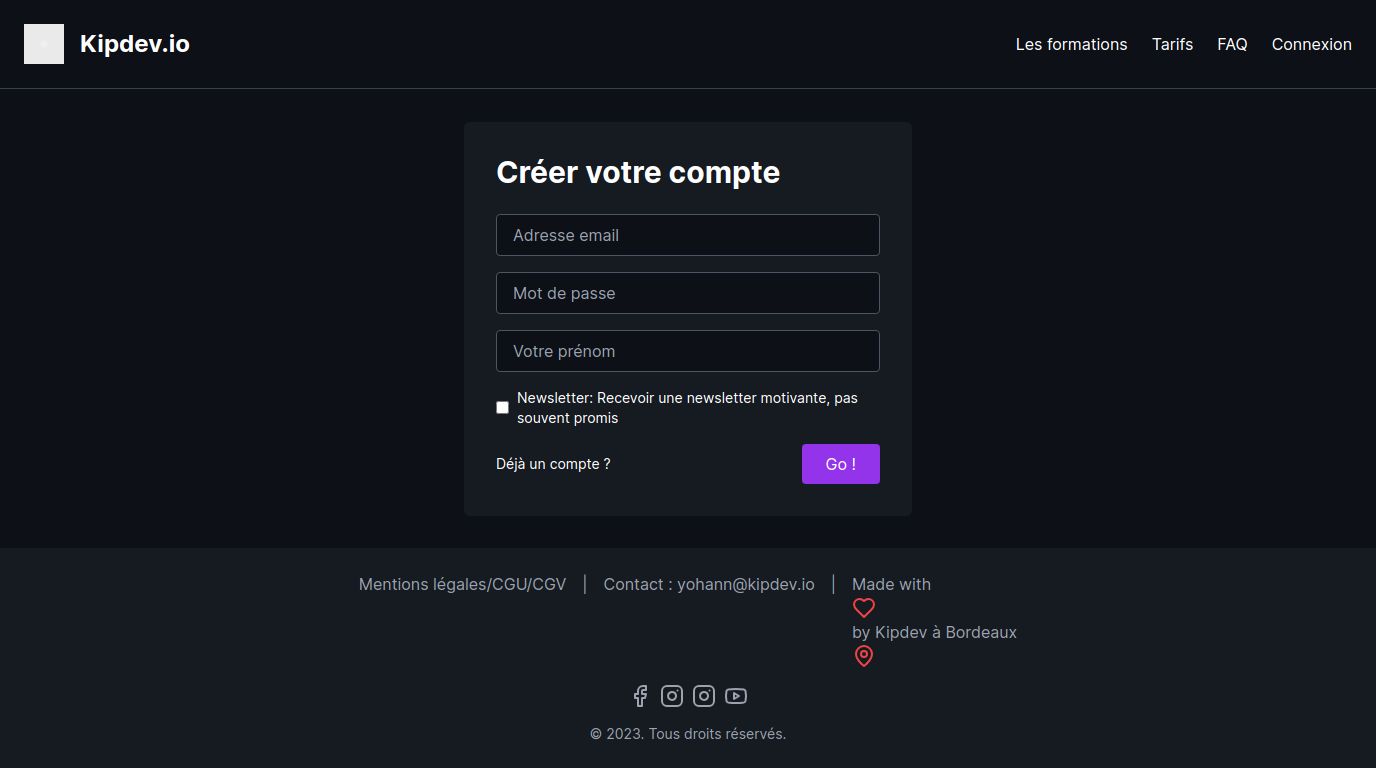 Kipdev.io
Les formations
Tarifs
FAQ
Connexion
Créer votre compte
Adresse email
Mot de passe
Votre prénom
Newsletter: Recevoir une newsletter motivante, pas
souvent promis
Déjà un compte ?
Go !
Mentions légales/CGU/CGV | Contact : yohann@kipdev.io | Made with
by Kipdev à Bordeaux
© 2023. Tous droits réservés.